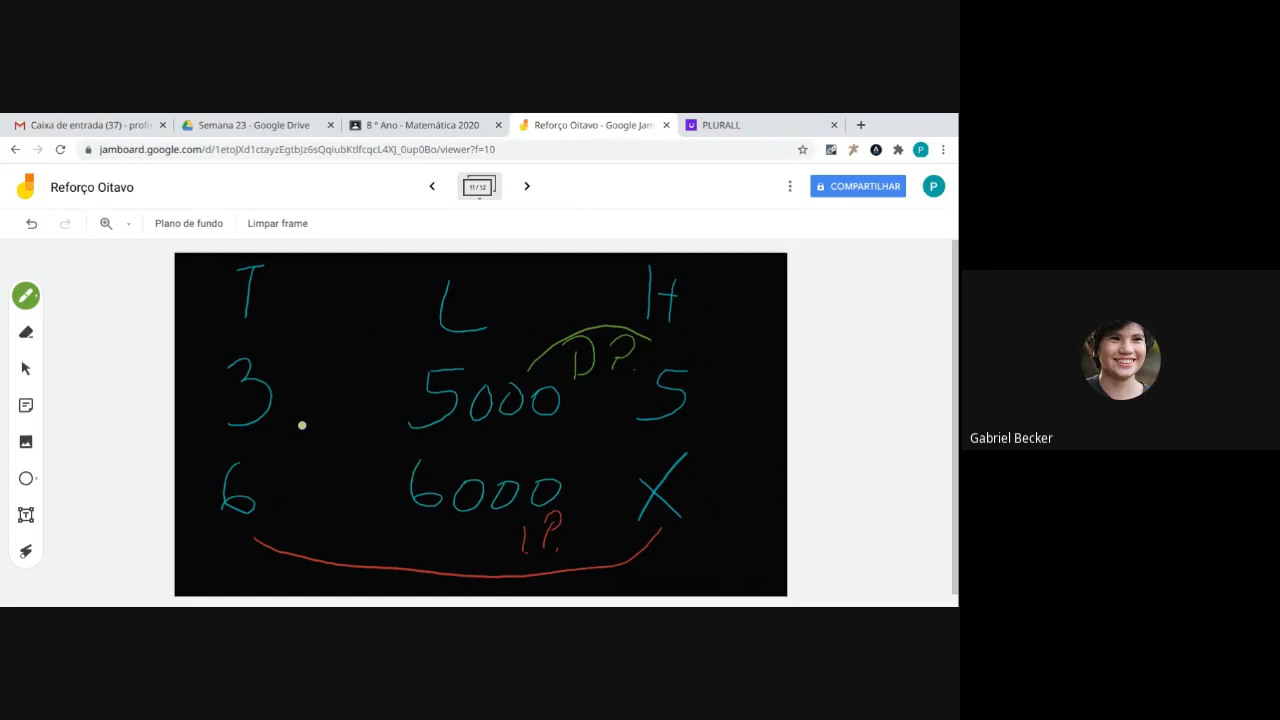 Caixa de entrada (37) - profn
Semana 23 - Google Drive
8 º Ano - Matemática 2020
Reforço Oitavo - Google Jam
PLURALL
jamboard.google.com/d/1etoJXd1ctayzEgtbJz6sQqiubKtlfcqcL4XJ_0up0Bo/viewer?f=10
P
Reforço Oitavo
11 / 12
COMPARTILHAR
P
Plano de fundo
Limpar frame
T L H
D P.
3 5000 5
6 6000 X
I P.
Gabriel Becker